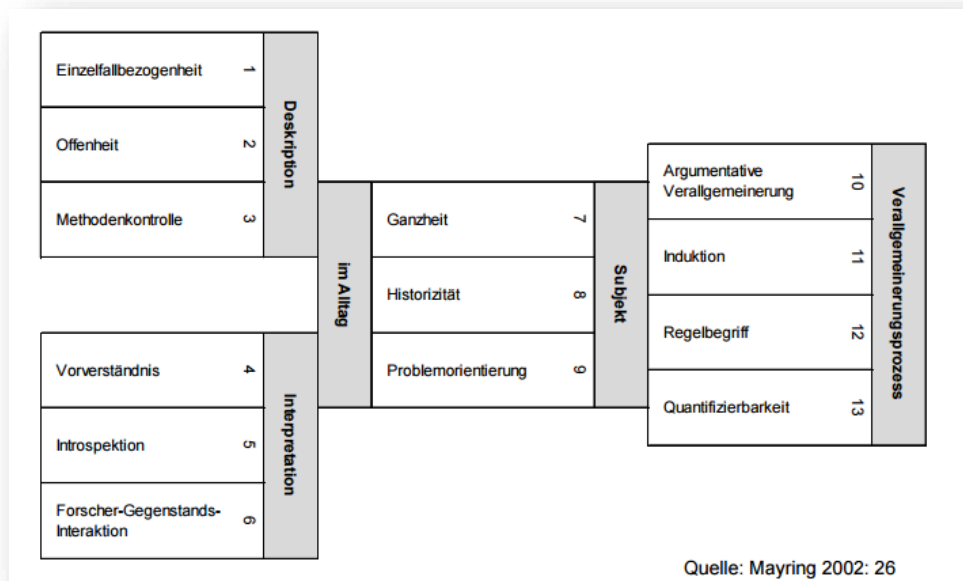 Einzelfallbezogenheit 1
Offenheit 2
Methodenkontrolle 3
Deskription
Vorverständnis 4
Introspektion 5
Forscher-Gegenstands-
Interaktion 6
Interpretation
im Alltag
Ganzheit 7
Historizität 8
Problemorientierung 9
Subjekt
Argumentative
Verallgemeinerung 10
Induktion 11
Regelbegriff 12
Quantifizierbarkeit 13
Verallgemeinerungsprozess
Quelle: Mayring 2002: 26